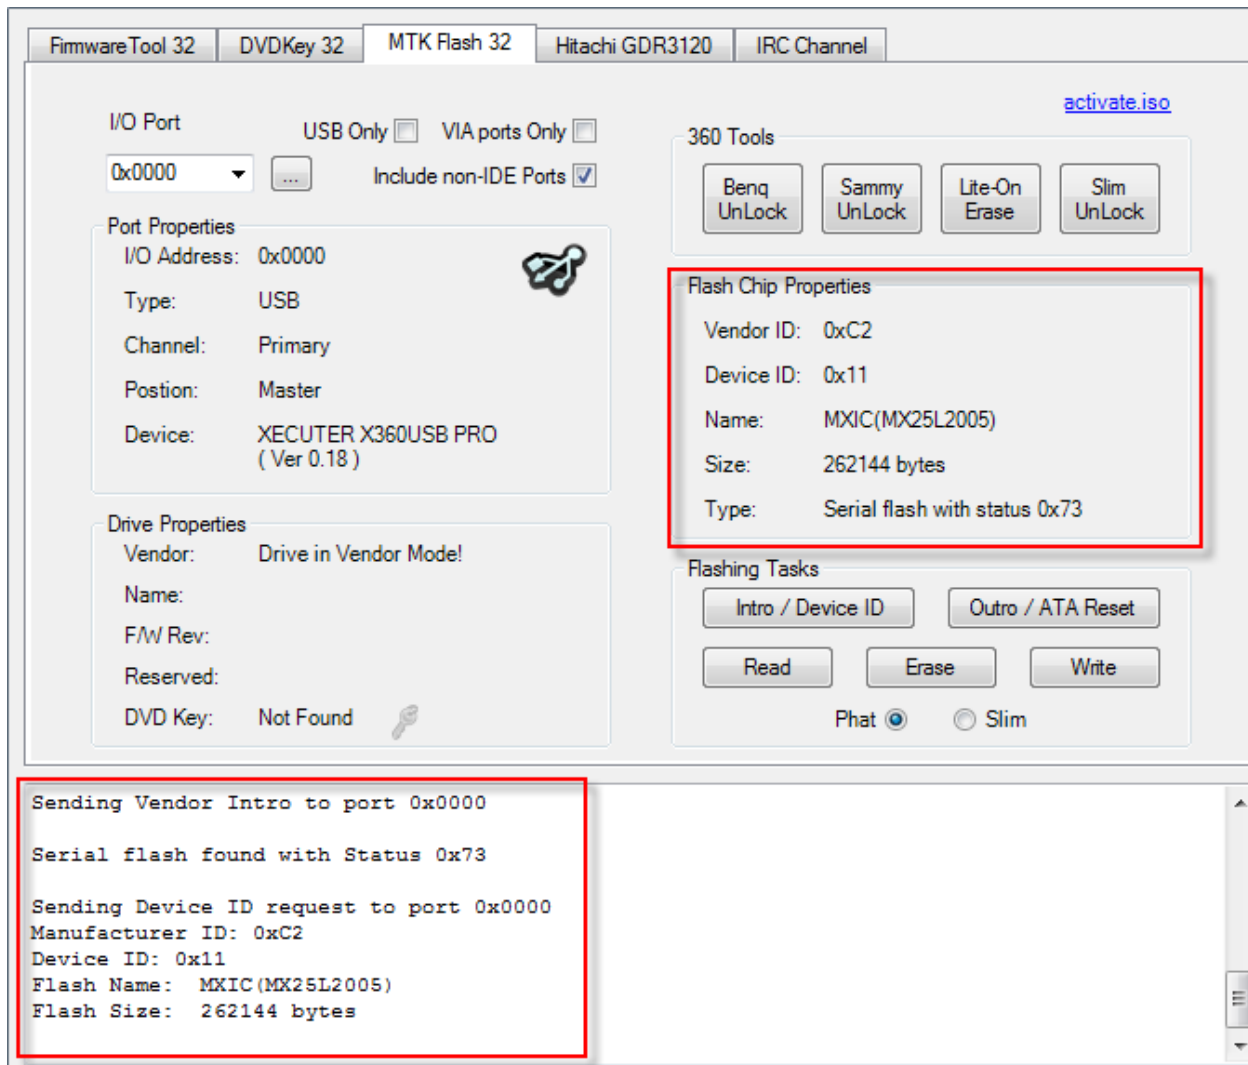 FirmwareTool 32
DVDKey 32
MTK Flash 32
Hitachi GDR3120
IRC Channel
activate.iso
I/O Port
USB Only
VIA ports Only
0x0000
...
Include non-IDE Ports
Port Properties
I/O Address: 0x0000
Type: USB
Channel: Primary
Postion: Master
Device: XECUTER X360USB PRO
( Ver 0.18 )
Drive Properties
Vendor: Drive in Vendor Mode!
Name:
F/W Rev:
Reserved:
DVD Key: Not Found
360 Tools
Benq
UnLock
Sammy
UnLock
Lite-On
Erase
Slim
UnLock
Flash Chip Properties
Vendor ID: 0xC2
Device ID: 0x11
Name: MXIC(MX25L2005)
Size: 262144 bytes
Type: Serial flash with status 0x73
Flashing Tasks
Intro / Device ID
Outro / ATA Reset
Read
Erase
Write
Phat
Slim
Sending Vendor Intro to port 0x0000
Serial flash found with Status 0x73
Sending Device ID request to port 0x0000
Manufacturer ID: 0xC2
Device ID: 0x11
Flash Name: MXIC(MX25L2005)
Flash Size: 262144 bytes